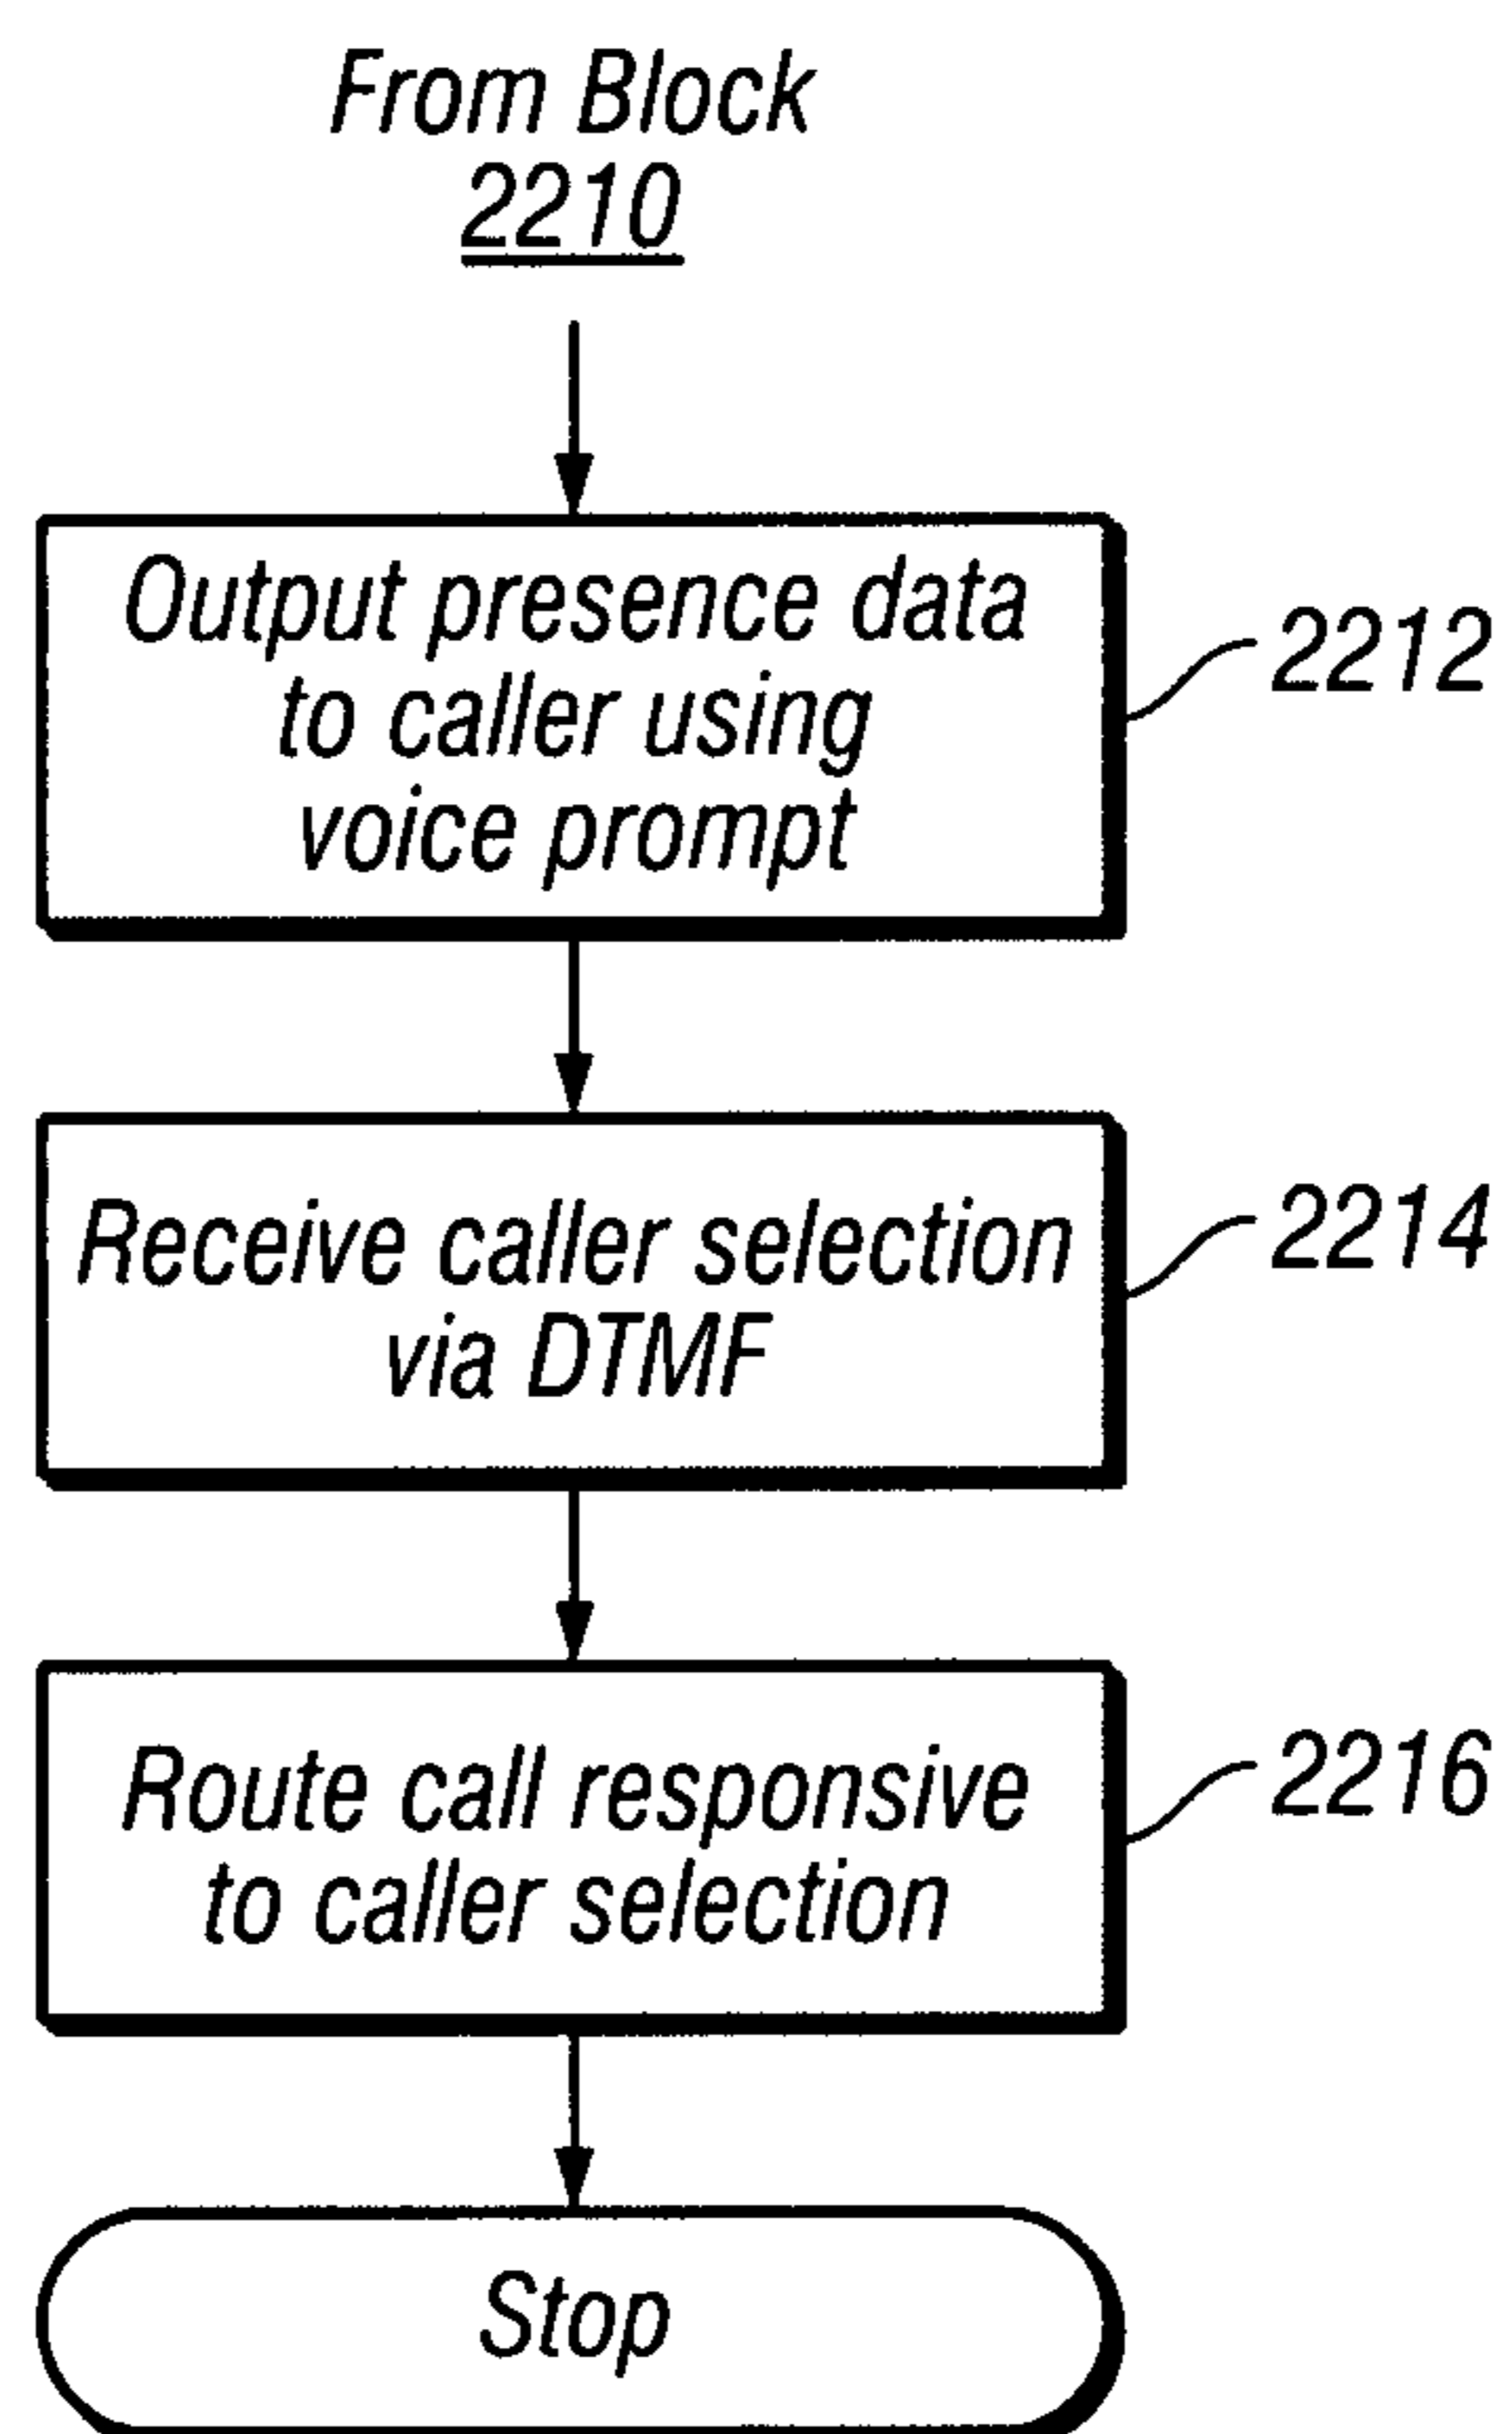 From Block
2210
Output presence data
to caller using
voice prompt
2212
Receive caller selection
via DTMF
2214
Route call responsive
to caller selection
2216
Stop